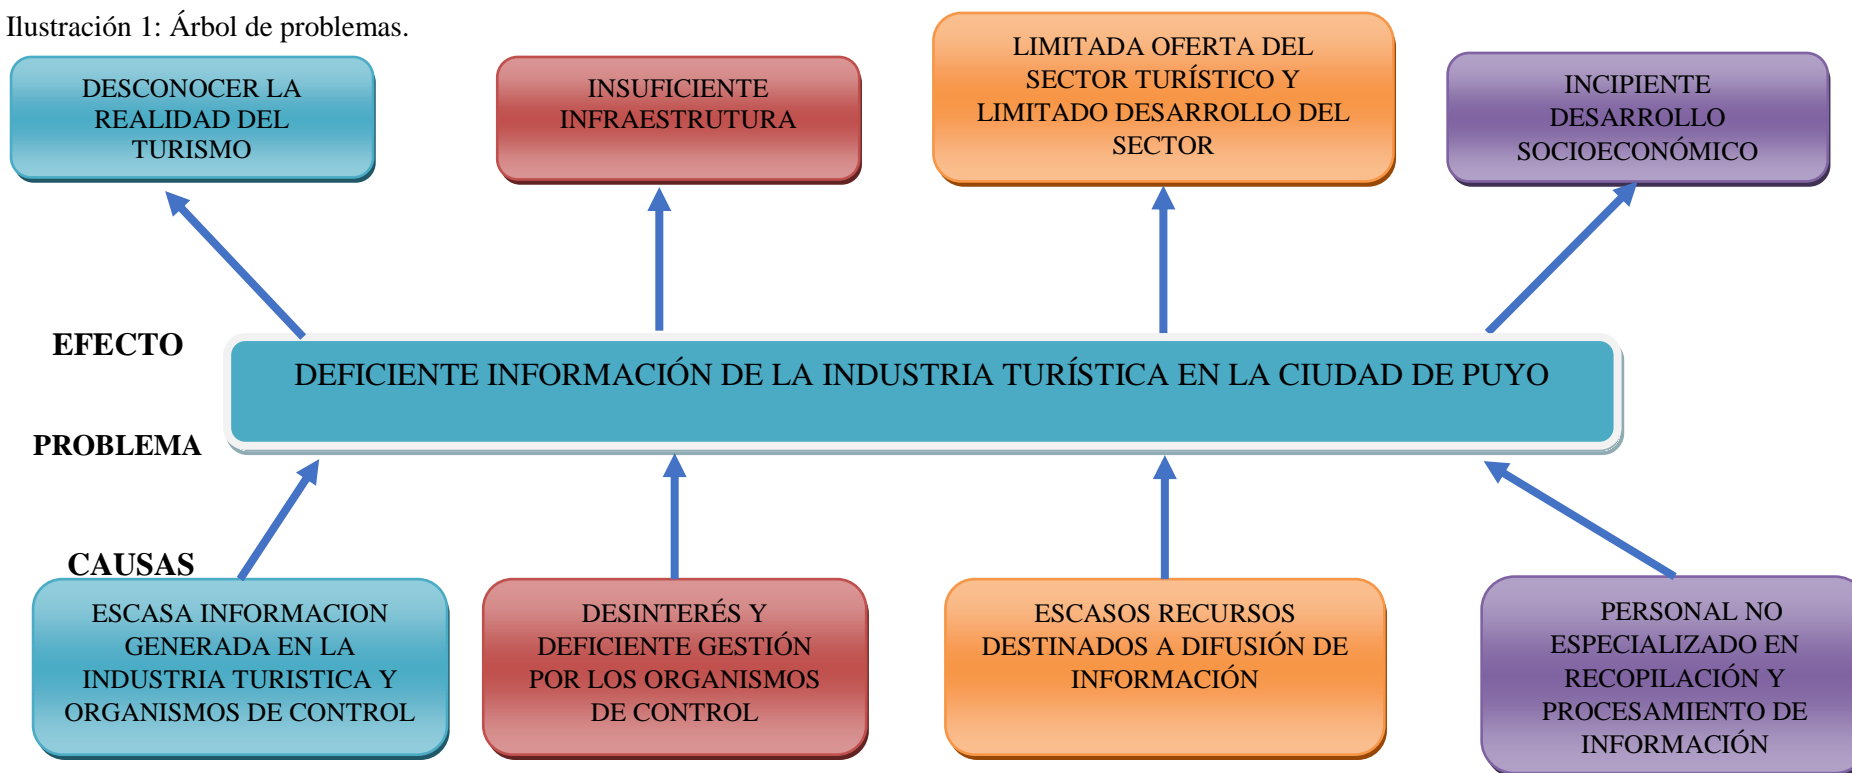 Ilustración 1: Árbol de problemas.
DESCONOCER LA
REALIDAD DEL
TURISMO
INSUFICIENTE
INFRAESTRUTURA
LIMITADA OFERTA DEL
SECTOR TURÍSTICO Y
LIMITADO DESARROLLO DEL
SECTOR
INCIPIENTE
DESARROLLO
SOCIOECONÓMICO
EFECTO
DEFICIENTE INFORMACIÓN DE LA INDUSTRIA TURÍSTICA EN LA CIUDAD DE PUYO
PROBLEMA
CAUSAS
ESCASA INFORMACION
GENERADA EN LA
INDUSTRIA TURISTICA Y
ORGANISMOS DE CONTROL
DESINTERÉS Y
DEFICIENTE GESTIÓN
POR LOS ORGANISMOS
DE CONTROL
ESCASOS RECURSOS
DESTINADOS A DIFUSIÓN DE
INFORMACIÓN
PERSONAL NO
ESPECIALIZADO EN
RECOPILACIÓN Y
PROCESAMIENTO DE
INFORMACIÓN